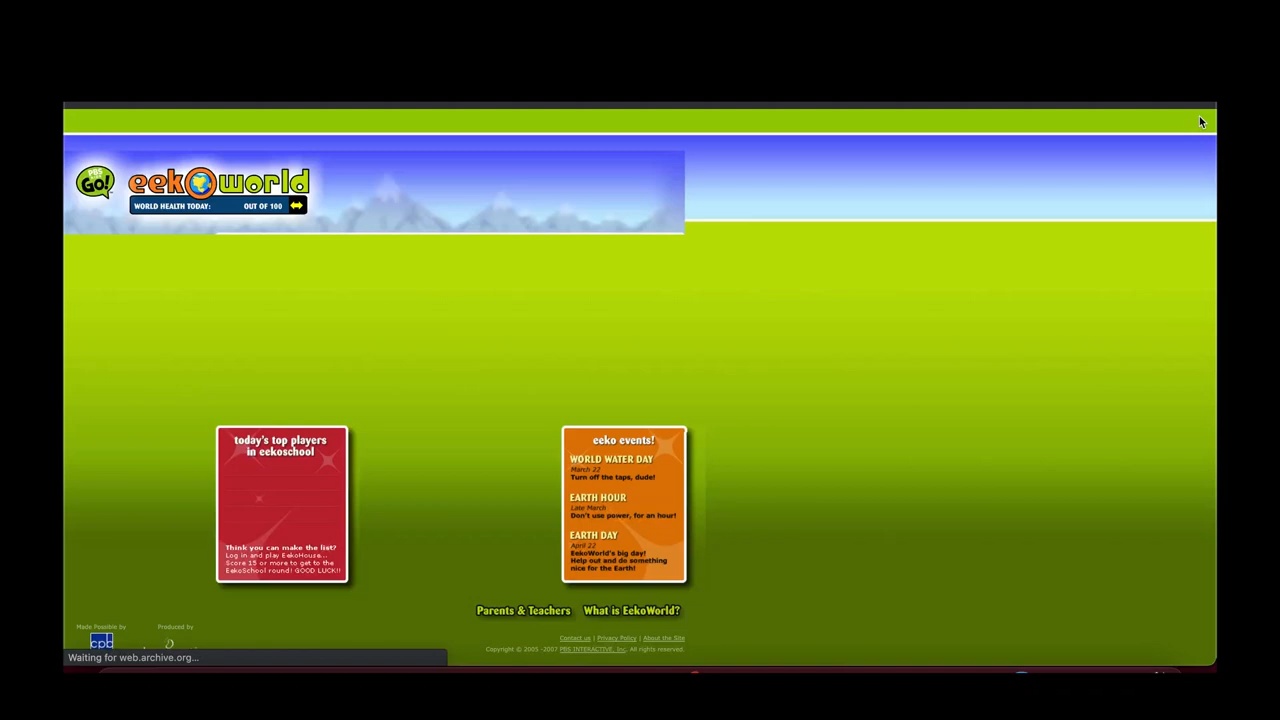 PBS KIDS
GO!
eekoworld
WORLD HEALTH TODAY: OUT OF 100
today's top players
in eekoschool
Think you can make the list?
Log in and play EekoHouse...
Score 15 or more to get to the
EekoSchool round! GOOD LUCK!!
eeko events!
WORLD WATER DAY
March 22
Turn off the taps, dude!
EARTH HOUR
Late March
Don't use power, for an hour!
EARTH DAY
April 22
EekoWorld's big day!
Help out and do something
nice for the Earth!
Parents & Teachers What is EekoWorld?
Made Possible by Produced by
cpb
Contact us | Privacy Policy | About the Site
Copyright © 2005 -2007 PBS INTERACTIVE, Inc. All rights reserved.
Waiting for web.archive.org...